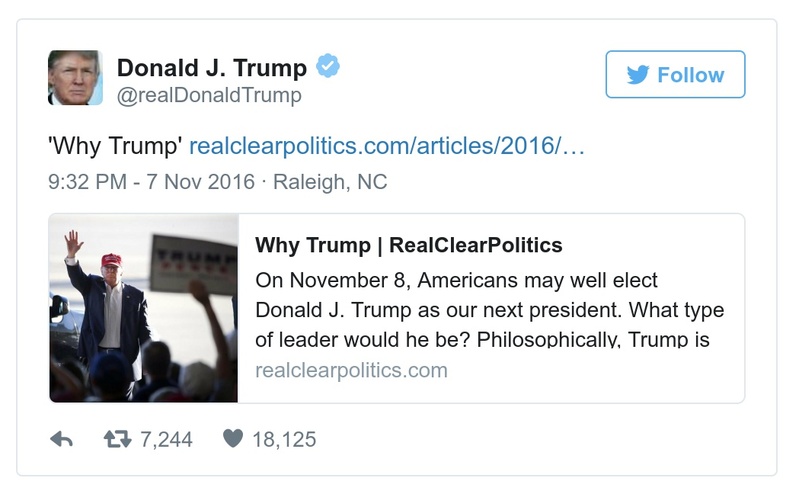 Donald J. Trump
@realDonaldTrump
Follow
'Why Trump' realclearpolitics.com/articles/2016/…
9:32 PM - 7 Nov 2016 · Raleigh, NC
TRUMP
Why Trump | RealClearPolitics
On November 8, Americans may well elect
Donald J. Trump as our next president. What type
of leader would he be? Philosophically, Trump is
realclearpolitics.com
7,244 18,125